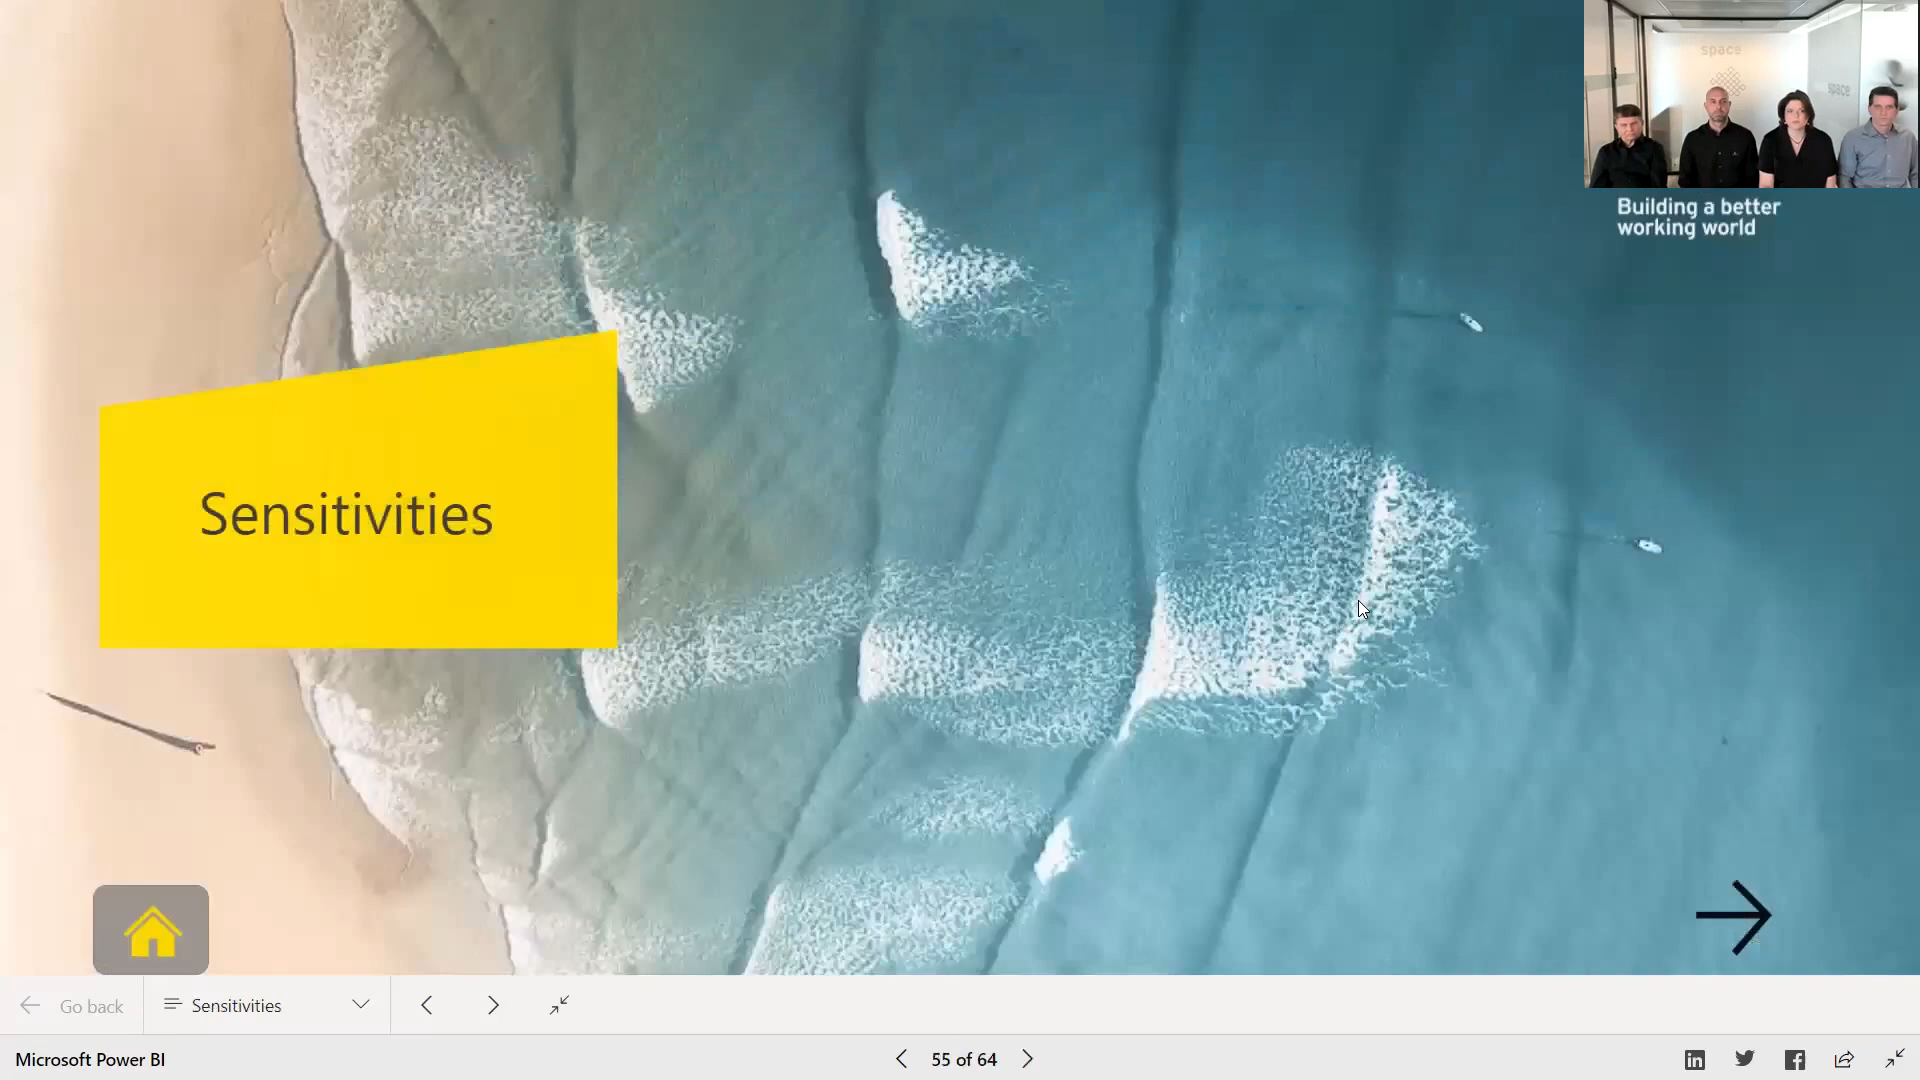 space
space
Building a better
working world
Sensitivities
Go back
Sensitivities
Microsoft Power BI
55 of 64